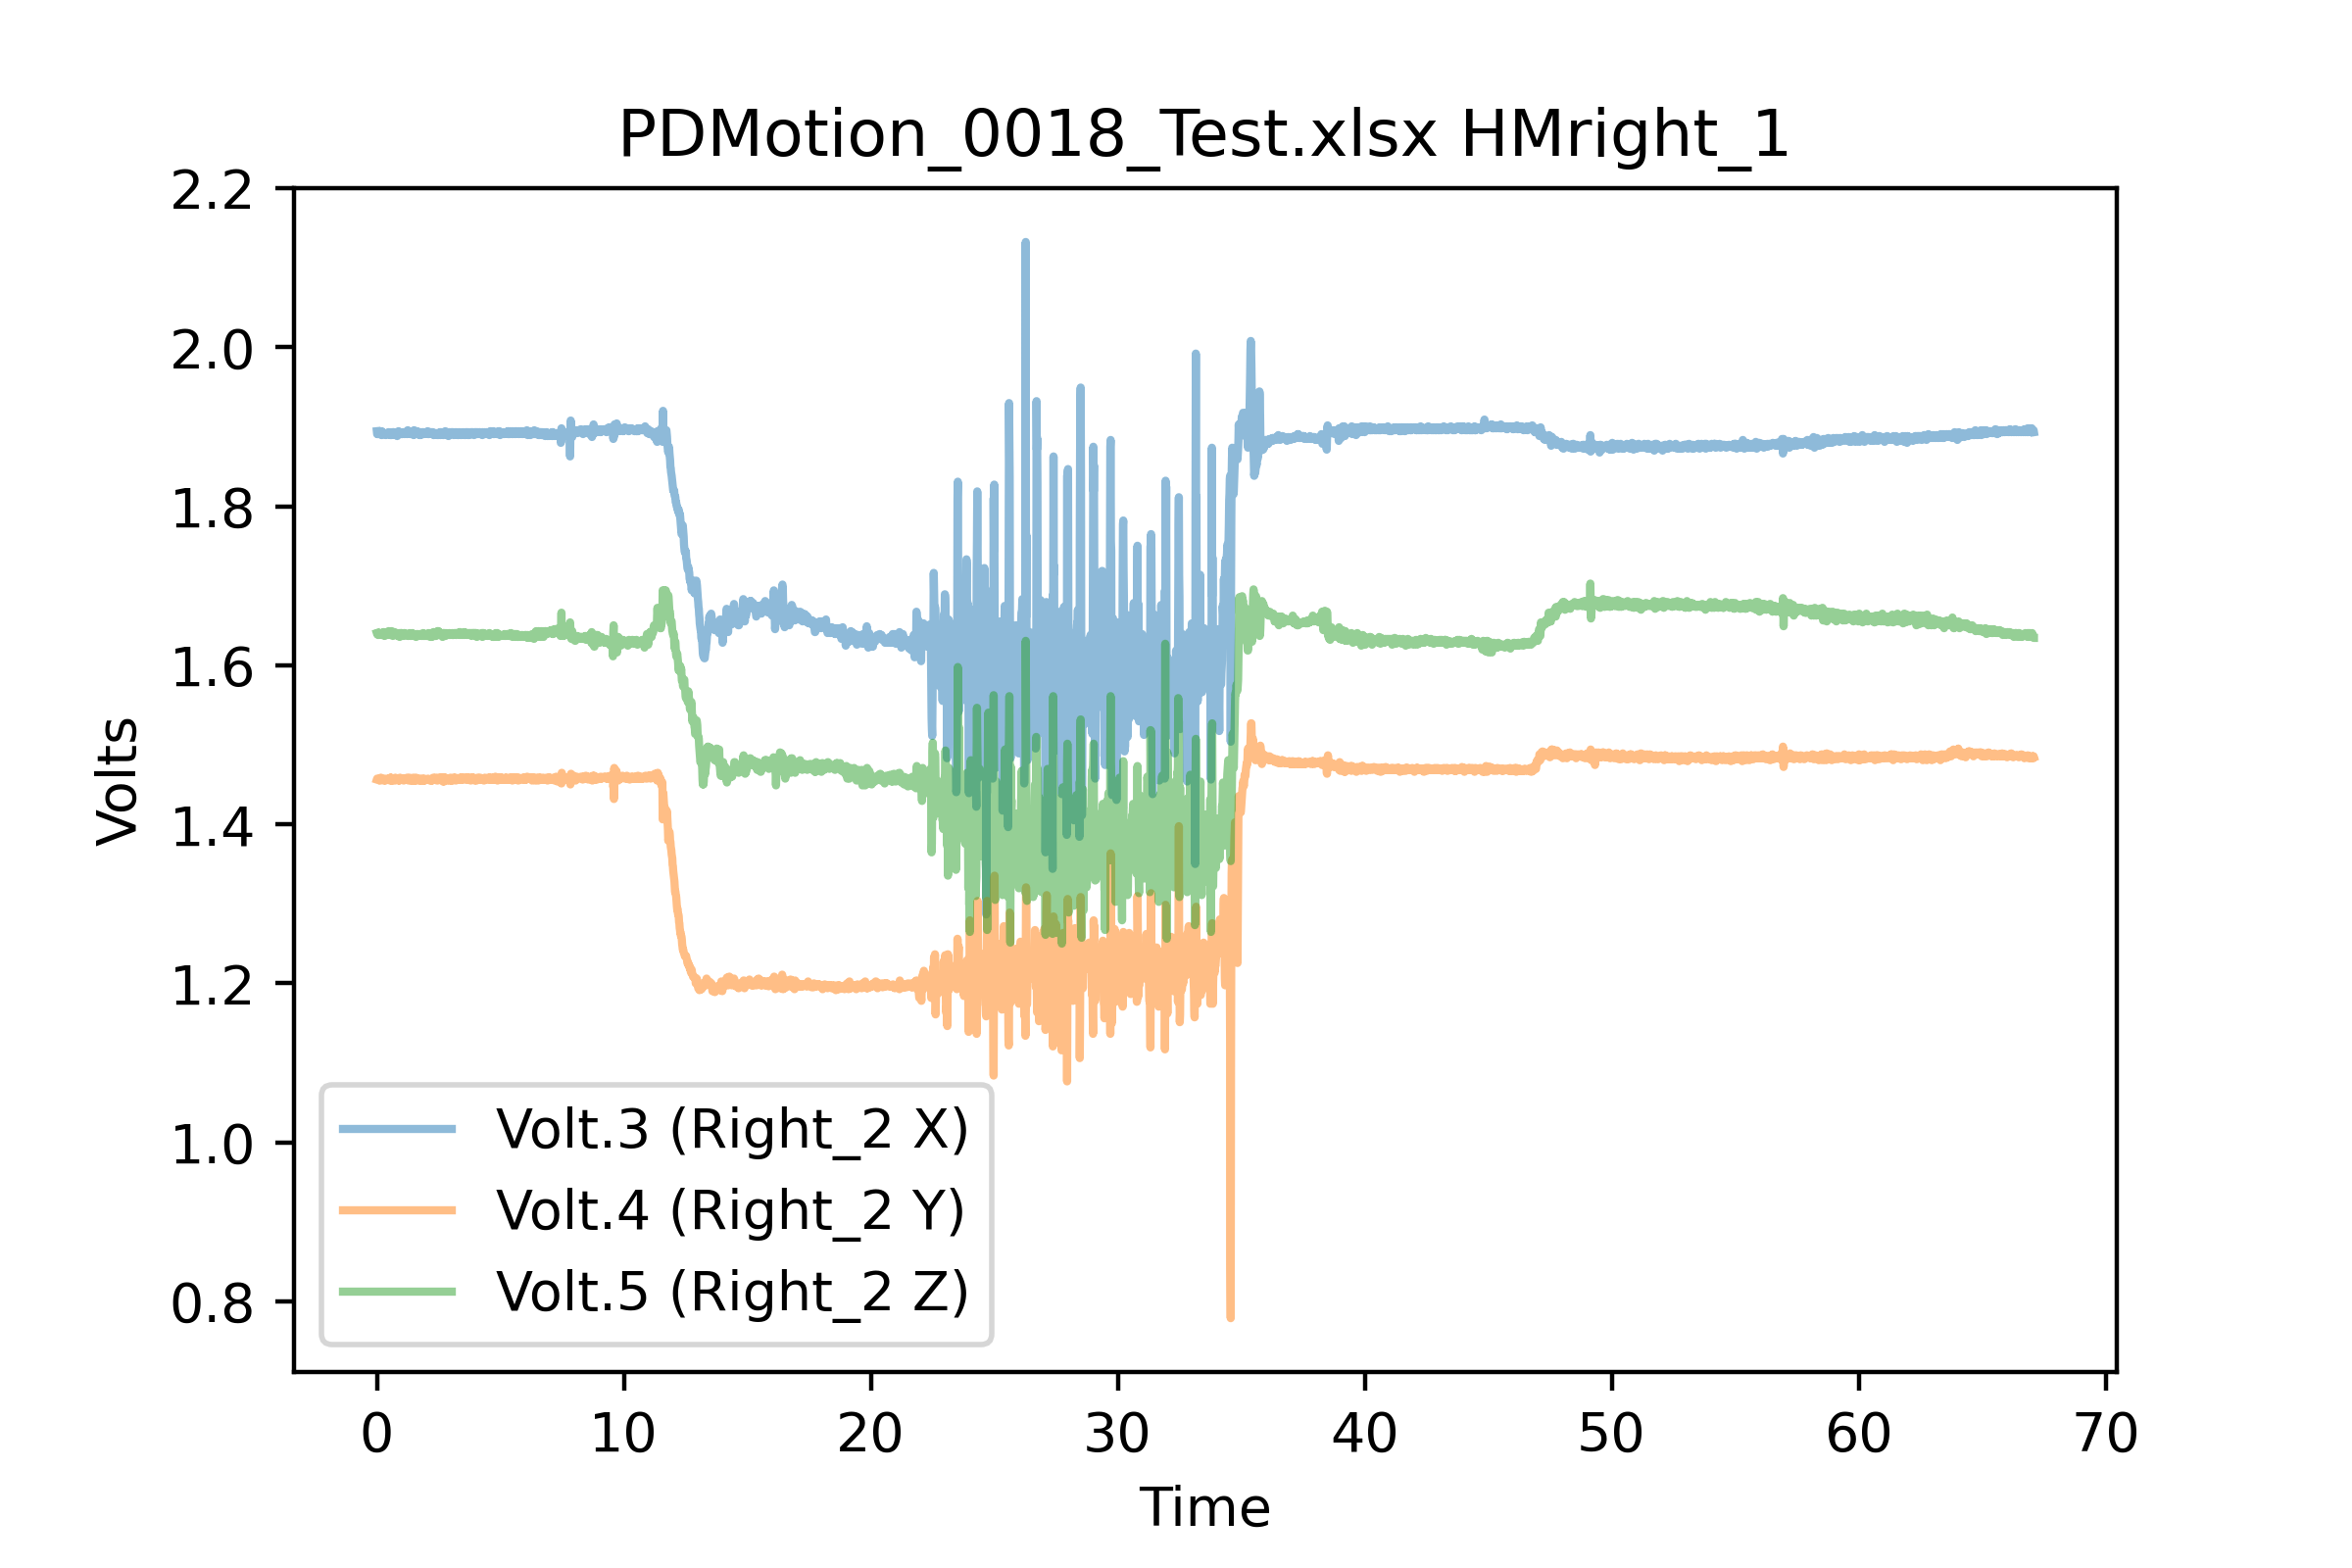 PDMotion_0018_Test.xlsx HMright_1
2.2
2.0
1.8
1.6
1.4
1.2
1.0
0.8
Volts
Volt.3 (Right_2 X)
Volt.4 (Right_2 Y)
Volt.5 (Right_2 Z)
0 10 20 30 40 50 60 70
Time